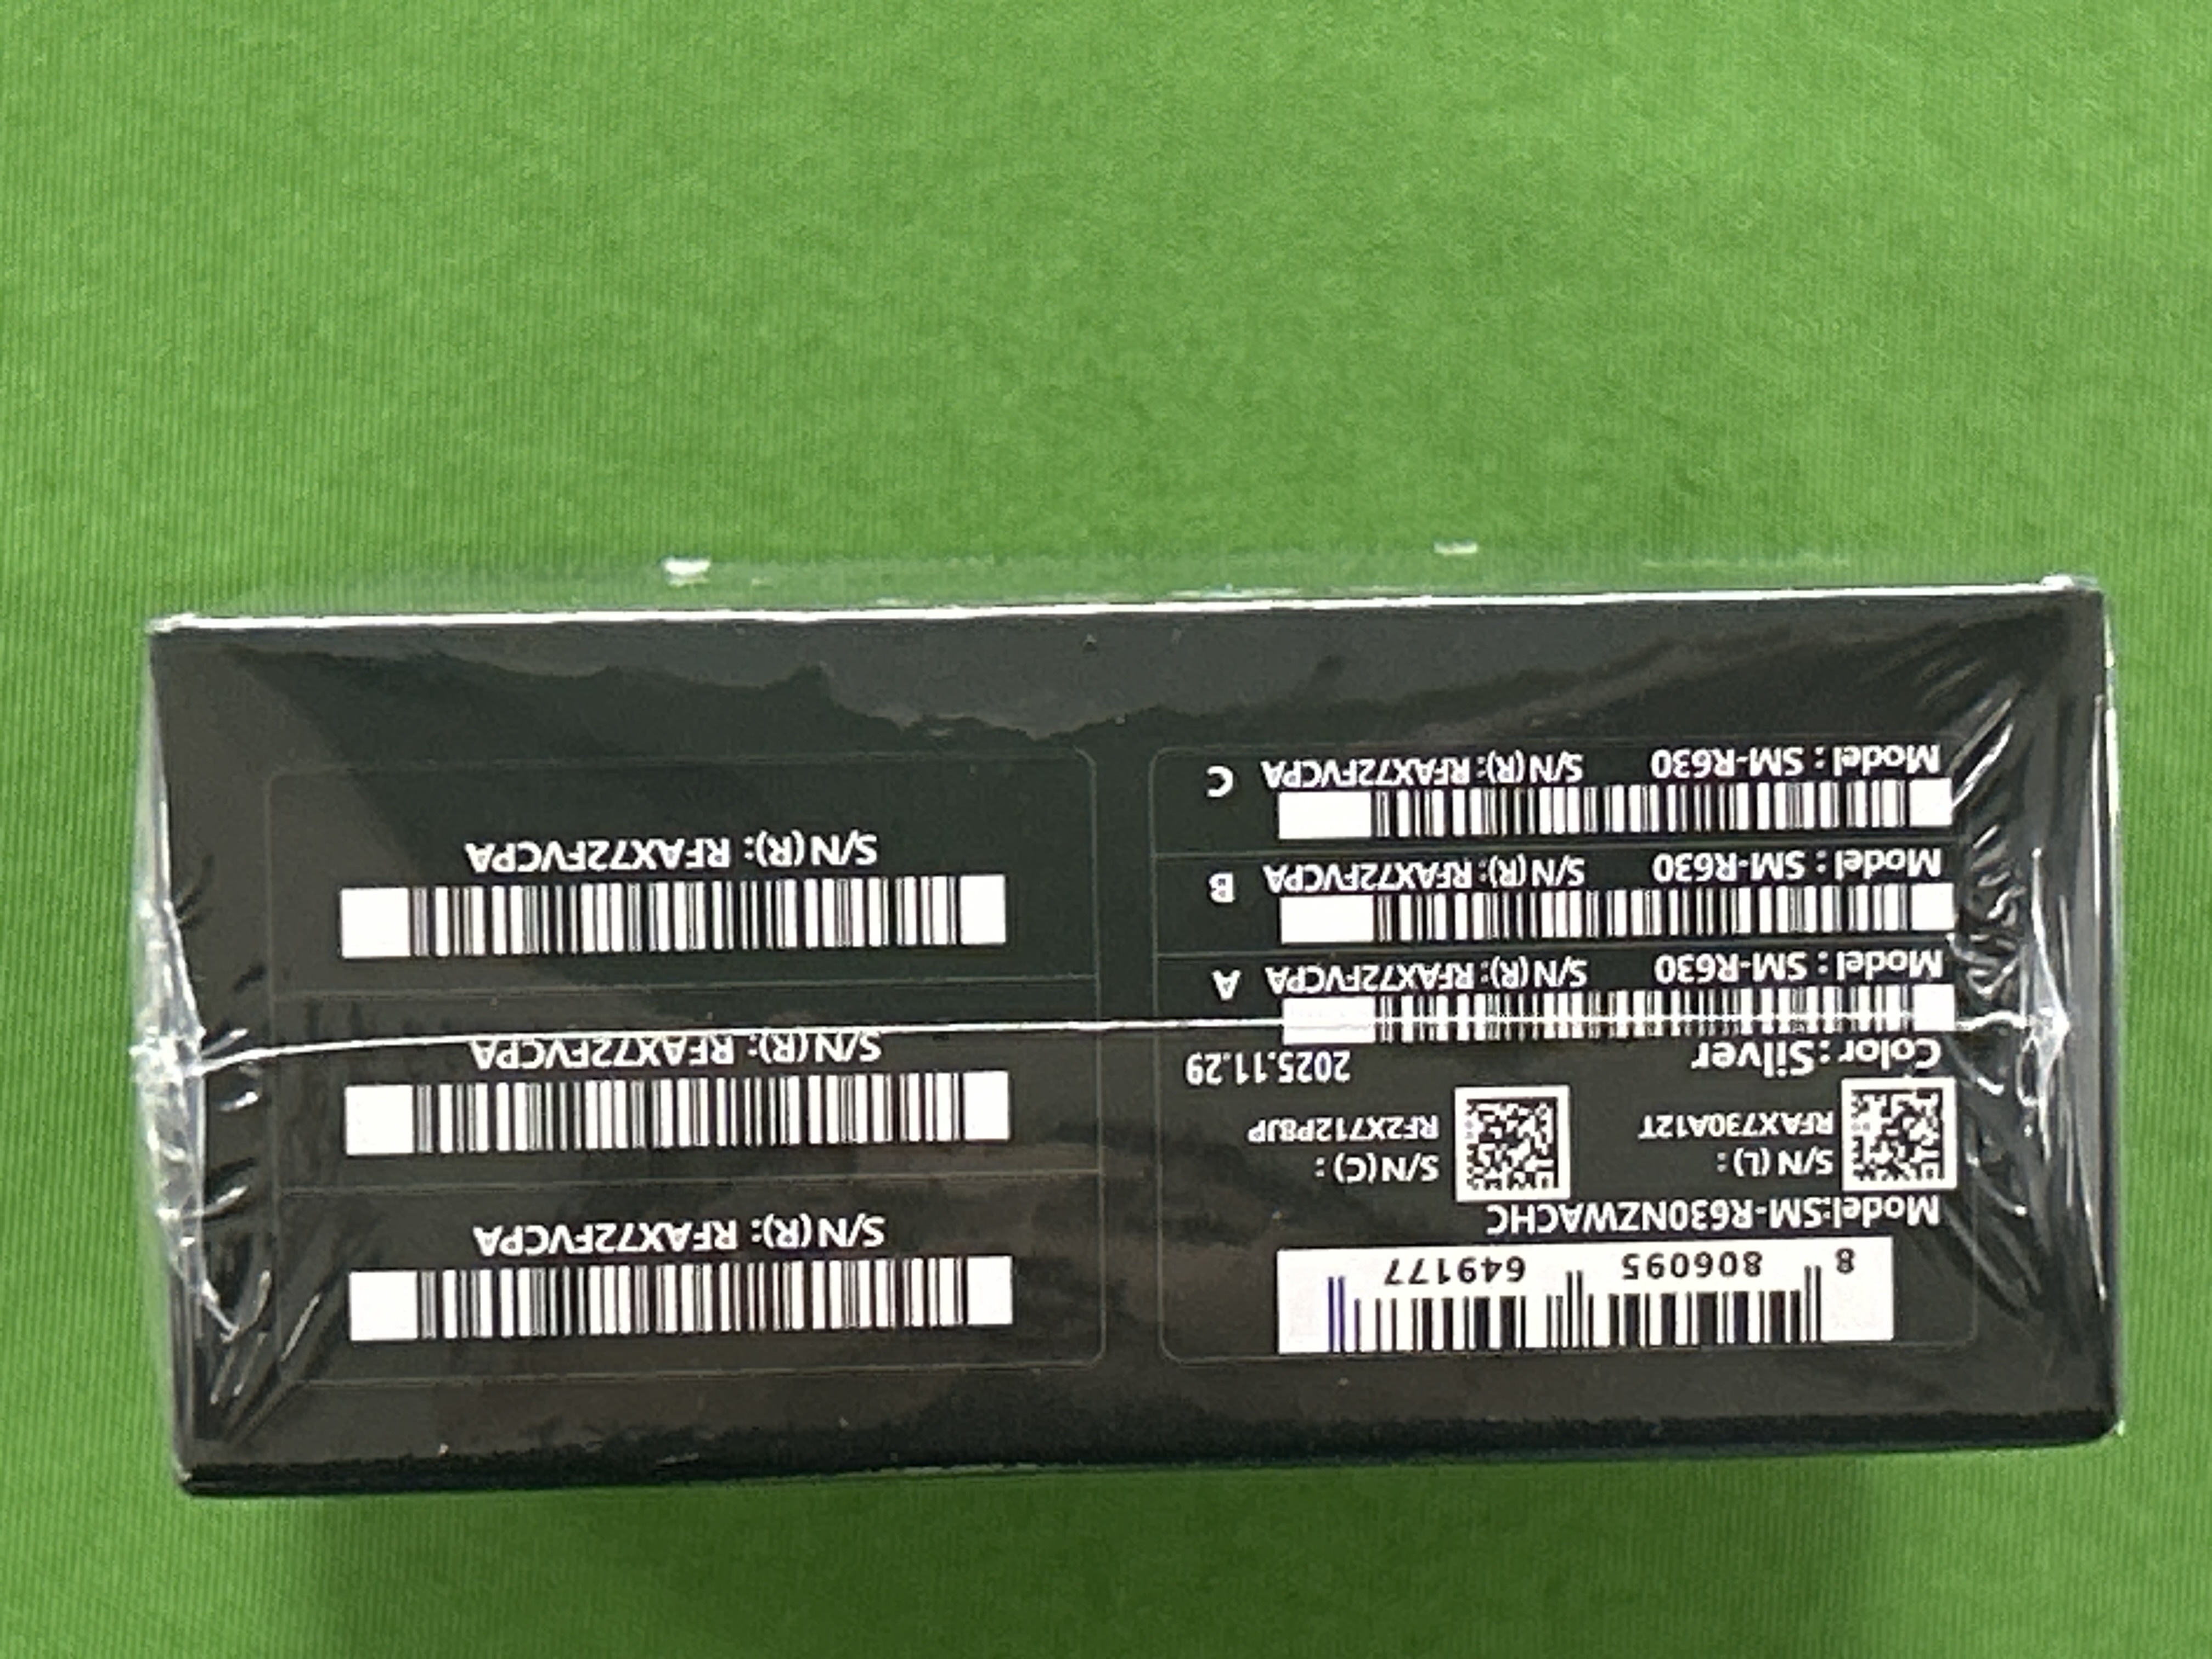 8 806095 649177
Model:SM-R630NZWACHC
S/N (L) :
RFAX730A12T
S/N (C) :
RF2X712P8JP
Color : Silver 2025.11.29
Model : SM-R630 S/N (R): RFAX72FVCPA A
Model : SM-R630 S/N (R): RFAX72FVCPA B
Model : SM-R630 S/N (R): RFAX72FVCPA C
S/N (R): RFAX72FVCPA
S/N (R): RFAX72FVCPA
S/N (R): RFAX72FVCPA